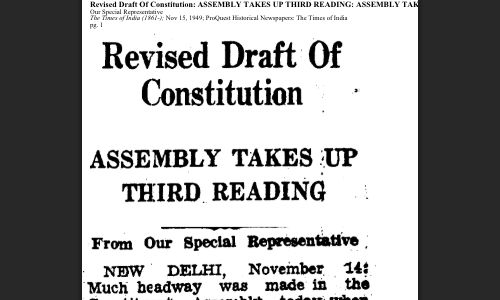 Revised Draft Of Constitution: ASSEMBLY TAKES UP THIRD READING: ASSEMBLY TAK
Our Special Representative
The Times of India (1861-); Nov 15, 1949; ProQuest Historical Newspapers: The Times of India
pg. 1
Revised Draft Of
Constitution
ASSEMBLY TAKES UP
THIRD READING
From Our Special Representative
NEW DELHI, November 14:
Much headway was made in the